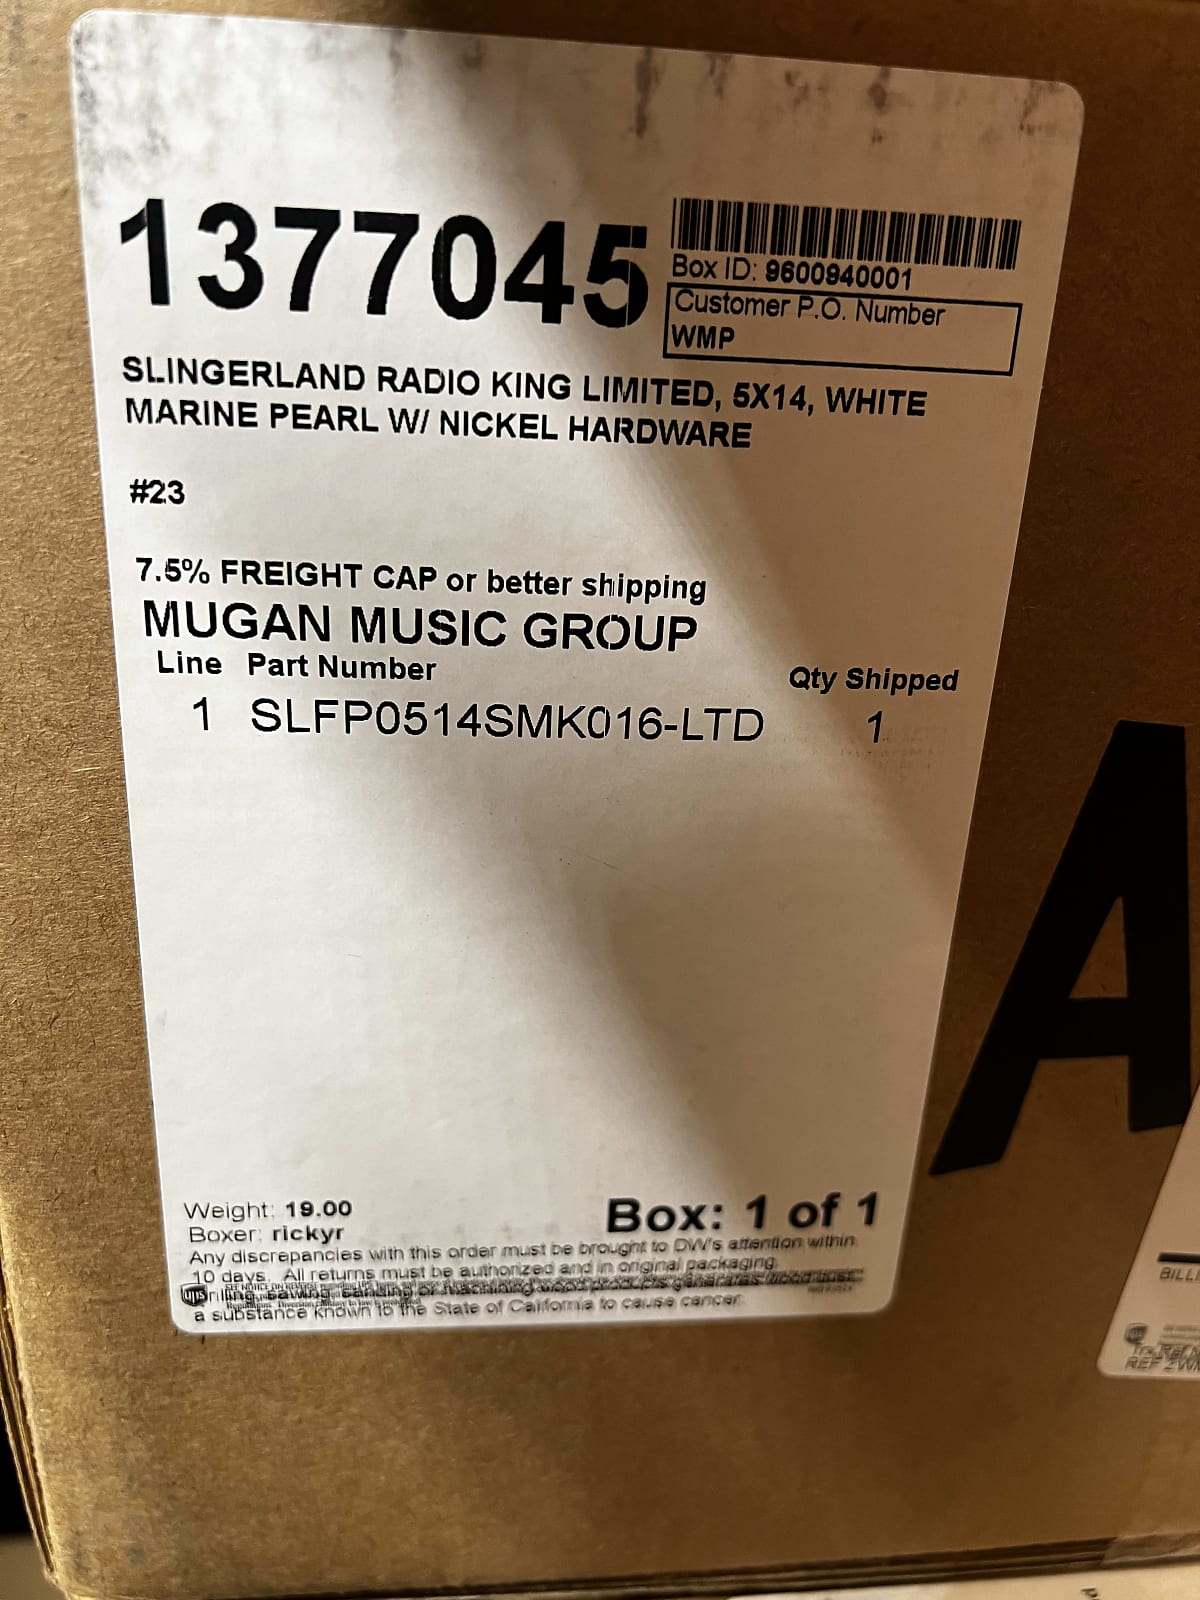 1377045
Box ID: 9600940001
Customer P.O. Number
WMP
SLINGERLAND RADIO KING LIMITED, 5X14, WHITE
MARINE PEARL W/ NICKEL HARDWARE
#23
7.5% FREIGHT CAP or better shipping
MUGAN MUSIC GROUP
Line Part Number Qty Shipped
1 SLFP0514SMK016-LTD 1
A
Weight: 19.00
Boxer: rickyr
Box: 1 of 1
Any discrepancies with this order must be brought to DW's attention within
10 days. All returns must be authorized and in original packaging.
ups
a substance known to the State of California to cause cancer.
BILLI